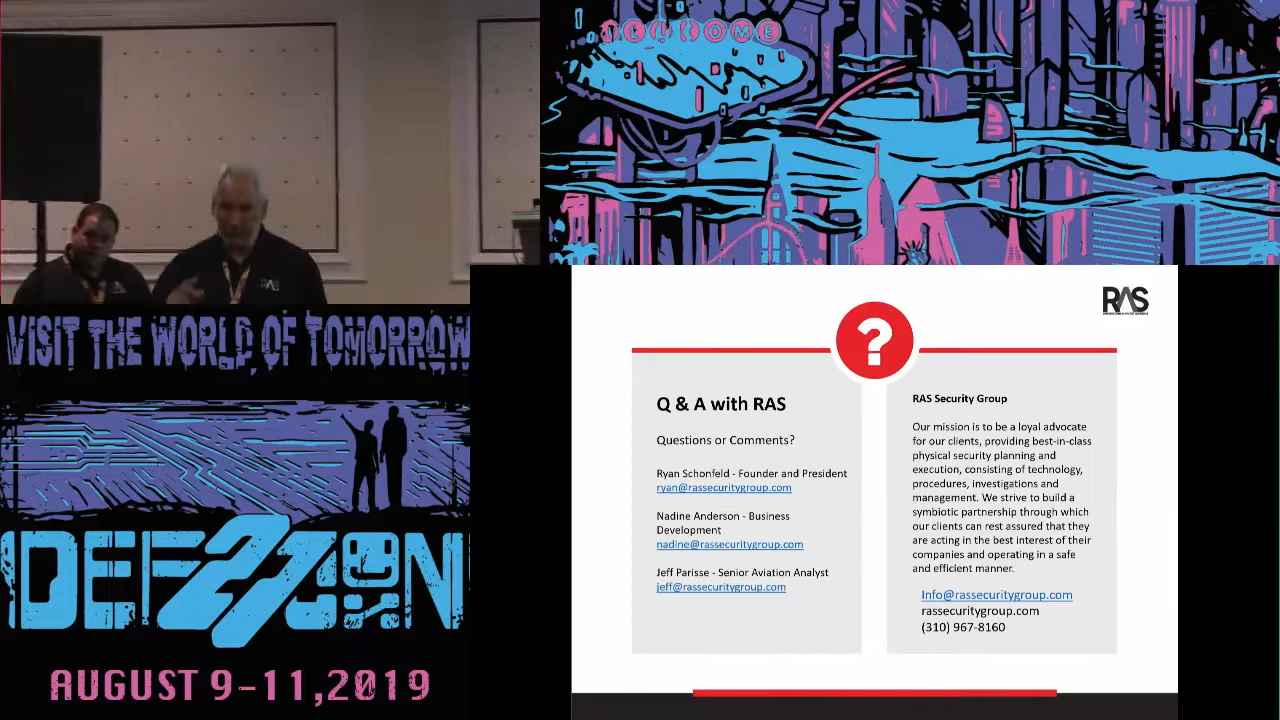 WELCOME
VISIT THE WORLD OF TOMORROW
DEF CON
27
AUGUST 9-11,2019
RAS
RAS
?
Q & A with RAS
Questions or Comments?
Ryan Schonfeld - Founder and President
ryan@rassecuritygroup.com
Nadine Anderson - Business
Development
nadine@rassecuritygroup.com
Jeff Parisse - Senior Aviation Analyst
jeff@rassecuritygroup.com
RAS Security Group
Our mission is to be a loyal advocate
for our clients, providing best-in-class
physical security planning and
execution, consisting of technology,
procedures, investigations and
management. We strive to build a
symbiotic partnership through which
our clients can rest assured that they
are acting in the best interest of their
companies and operating in a safe
and efficient manner.
Info@rassecuritygroup.com
rassecuritygroup.com
(310) 967-8160